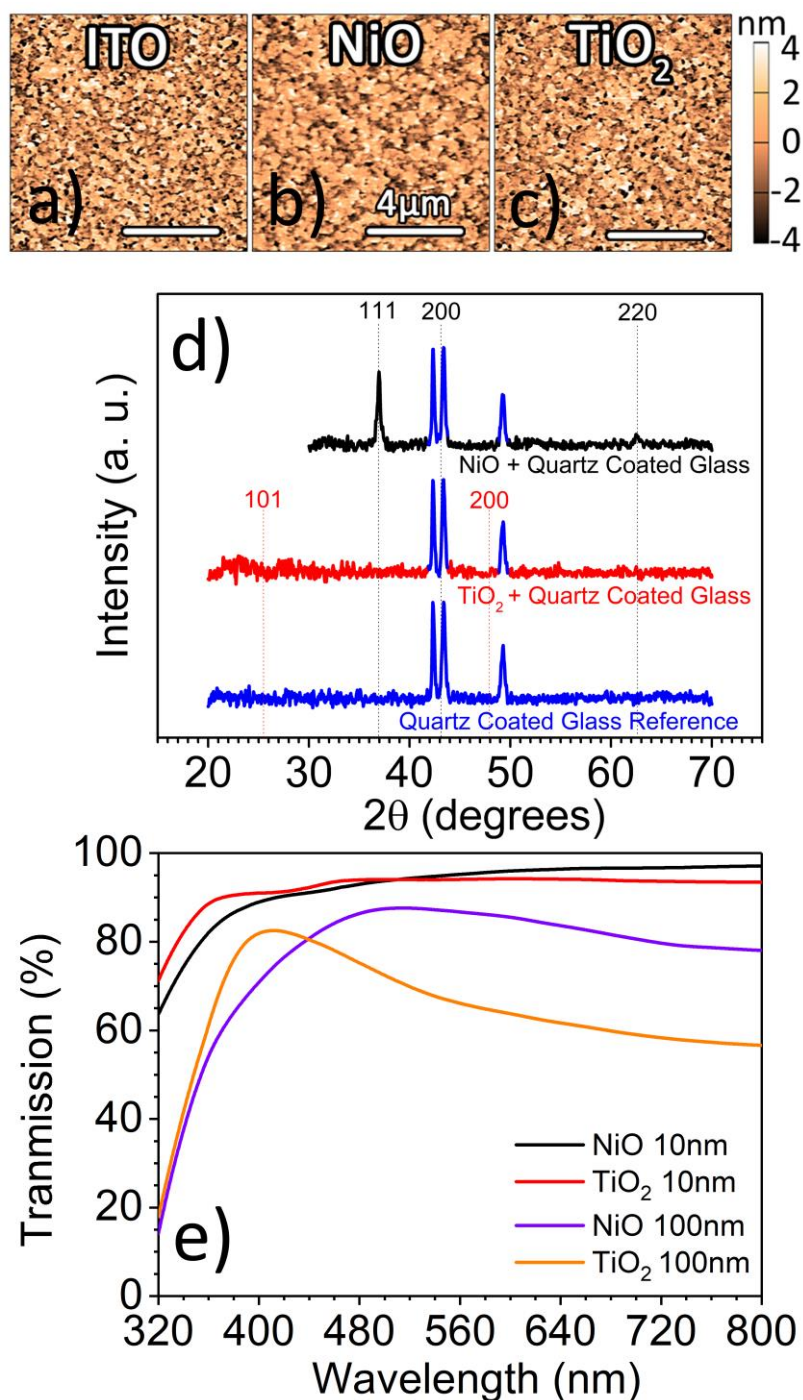 ITO
NiO
TiO₂
nm
4
2
0
-2
-4
a)
b)
4μm
c)
d)
111
200
220
NiO + Quartz Coated Glass
101
200
TiO₂ + Quartz Coated Glass
Quartz Coated Glass Reference
Intensity (a. u.)
20 30 40 50 60 70
2θ (degrees)
100
80
60
40
20
0
Tranmission (%)
e)
NiO 10nm
TiO₂ 10nm
NiO 100nm
TiO₂ 100nm
320 400 480 560 640 720 800
Wavelength (nm)